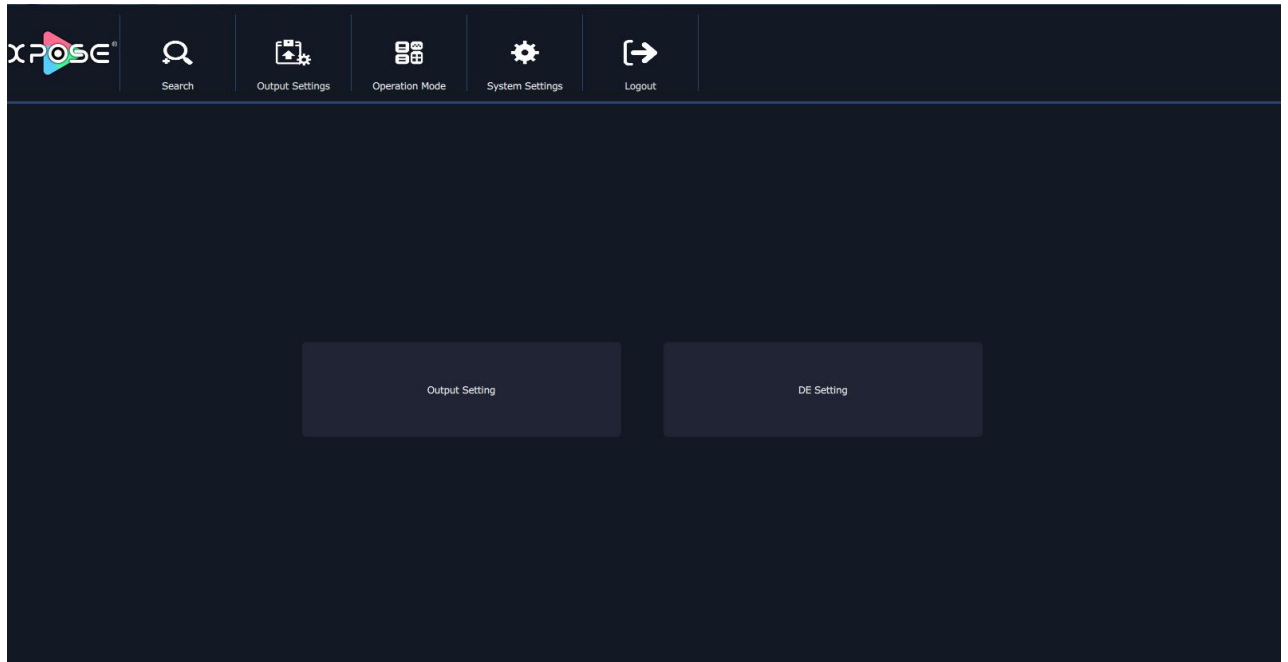 XPOSE®
Search
Output Settings
Operation Mode
System Settings
Logout
Output Setting
DE Setting